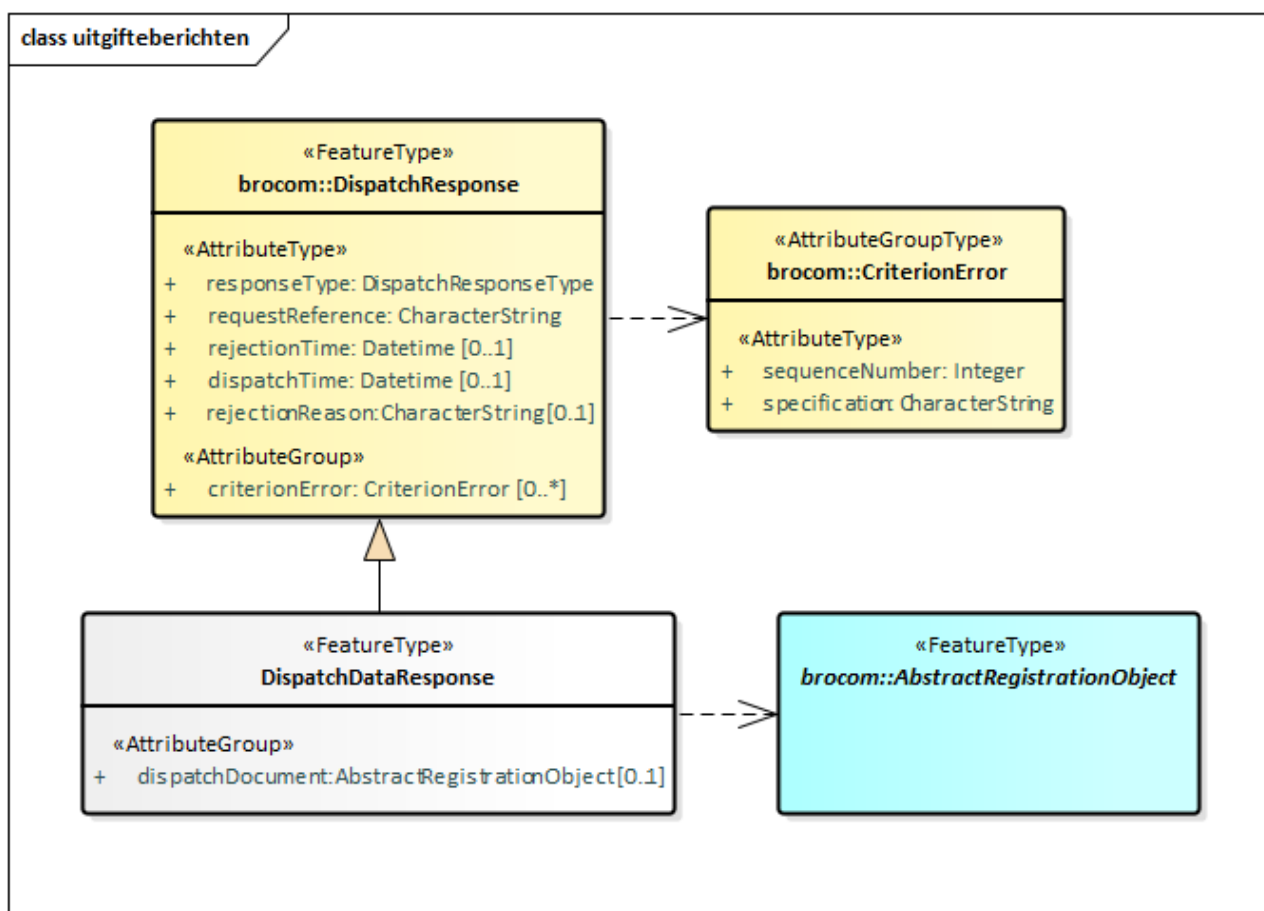 class uitgifteberichten
«FeatureType»
brocom::DispatchResponse
«AttributeType»
+ responseType: DispatchResponseType
+ requestReference: CharacterString
+ rejectionTime: Datetime [0..1]
+ dispatchTime: Datetime [0..1]
+ rejectionReason:CharacterString[0..1]
«AttributeGroup»
+ criterionError: CriterionError [0..*]
«AttributeGroupType»
brocom::CriterionError
«AttributeType»
+ sequenceNumber: Integer
+ specification: CharacterString
«FeatureType»
DispatchDataResponse
«AttributeGroup»
+ dispatchDocument:AbstractRegistrationObject[0..1]
«FeatureType»
brocom::AbstractRegistrationObject